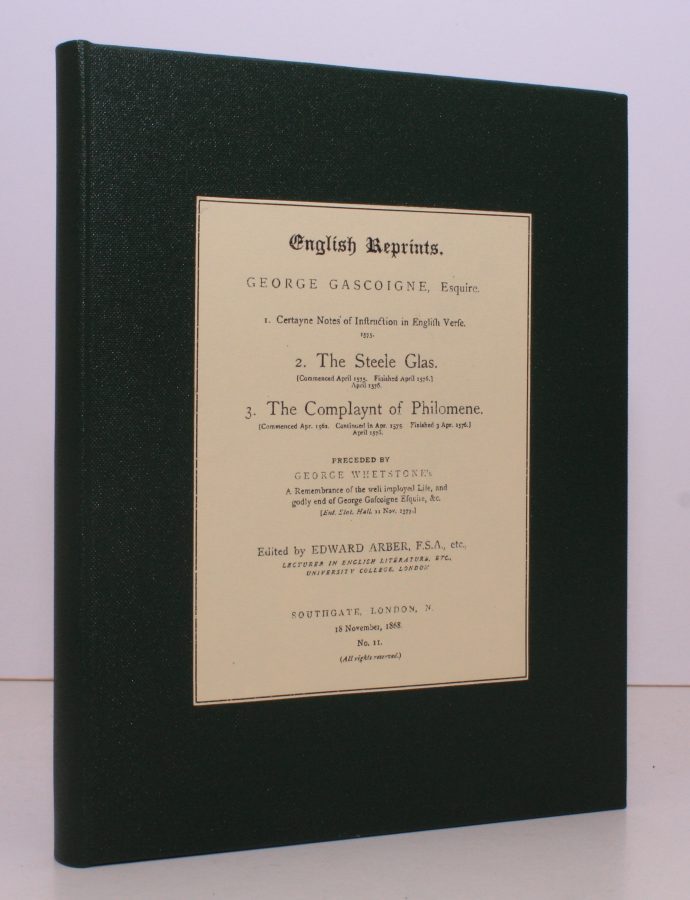 English Reprints.
GEORGE GASCOIGNE, Esquire.
1. Certayne Notes of Inſtruction in Engliſh Verſe.
1575.
2. The Steele Glas.
[Commenced April 1575. Finiſhed April 1576.]
April 1576.
3. The Complaynt of Philomene.
[Commenced Apr. 1562. Continued in Apr. 1575 Finiſhed 3 Apr. 1576.]
April 1576.
PRECEDED BY
GEORGE WHETSTONE's
A Remembrance of the well imployed Life, and
godly end of George Gaſcoigne Eſquire, &c.
[Ent. Stat. Hall. 11 Nov. 1577.]
Edited by EDWARD ARBER, F.S.A., etc.,
LECTURER IN ENGLISH LITERATURE, ETC.,
UNIVERSITY COLLEGE, LONDON
SOUTHGATE, LONDON, N.
18 November, 1868.
No. 11.
(All rights reserved.)